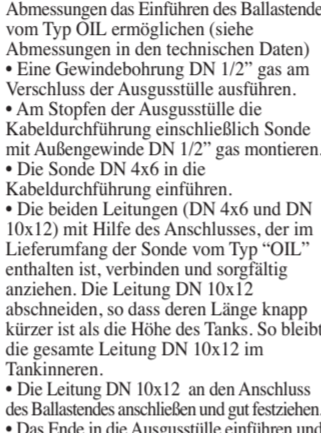 Abmessungen das Einführen des Ballastendes
vom Typ OIL ermöglichen (siehe
Abmessungen in den technischen Daten)
• Eine Gewindebohrung DN 1/2” gas am
Verschluss der Ausgusstülle ausführen.
• Am Stopfen der Ausgusstülle die
Kabeldurchführung einschließlich Sonde
mit Außengewinde DN 1/2” gas montieren.
• Die Sonde DN 4x6 in die
Kabeldurchführung einführen.
• Die beiden Leitungen (DN 4x6 und DN
10x12) mit Hilfe des Anschlusses, der im
Lieferumfang der Sonde vom Typ “OIL”
enthalten ist, verbinden und sorgfältig
anziehen. Die Leitung DN 10x12
abschneiden, so dass deren Länge knapp
kürzer ist als die Höhe des Tanks. So bleibt
die gesamte Leitung DN 10x12 im
Tankinneren.
• Die Leitung DN 10x12 an den Anschluss
des Ballastendes anschließen und gut festziehen.
• Das Ende in die Ausgusstülle einführen und